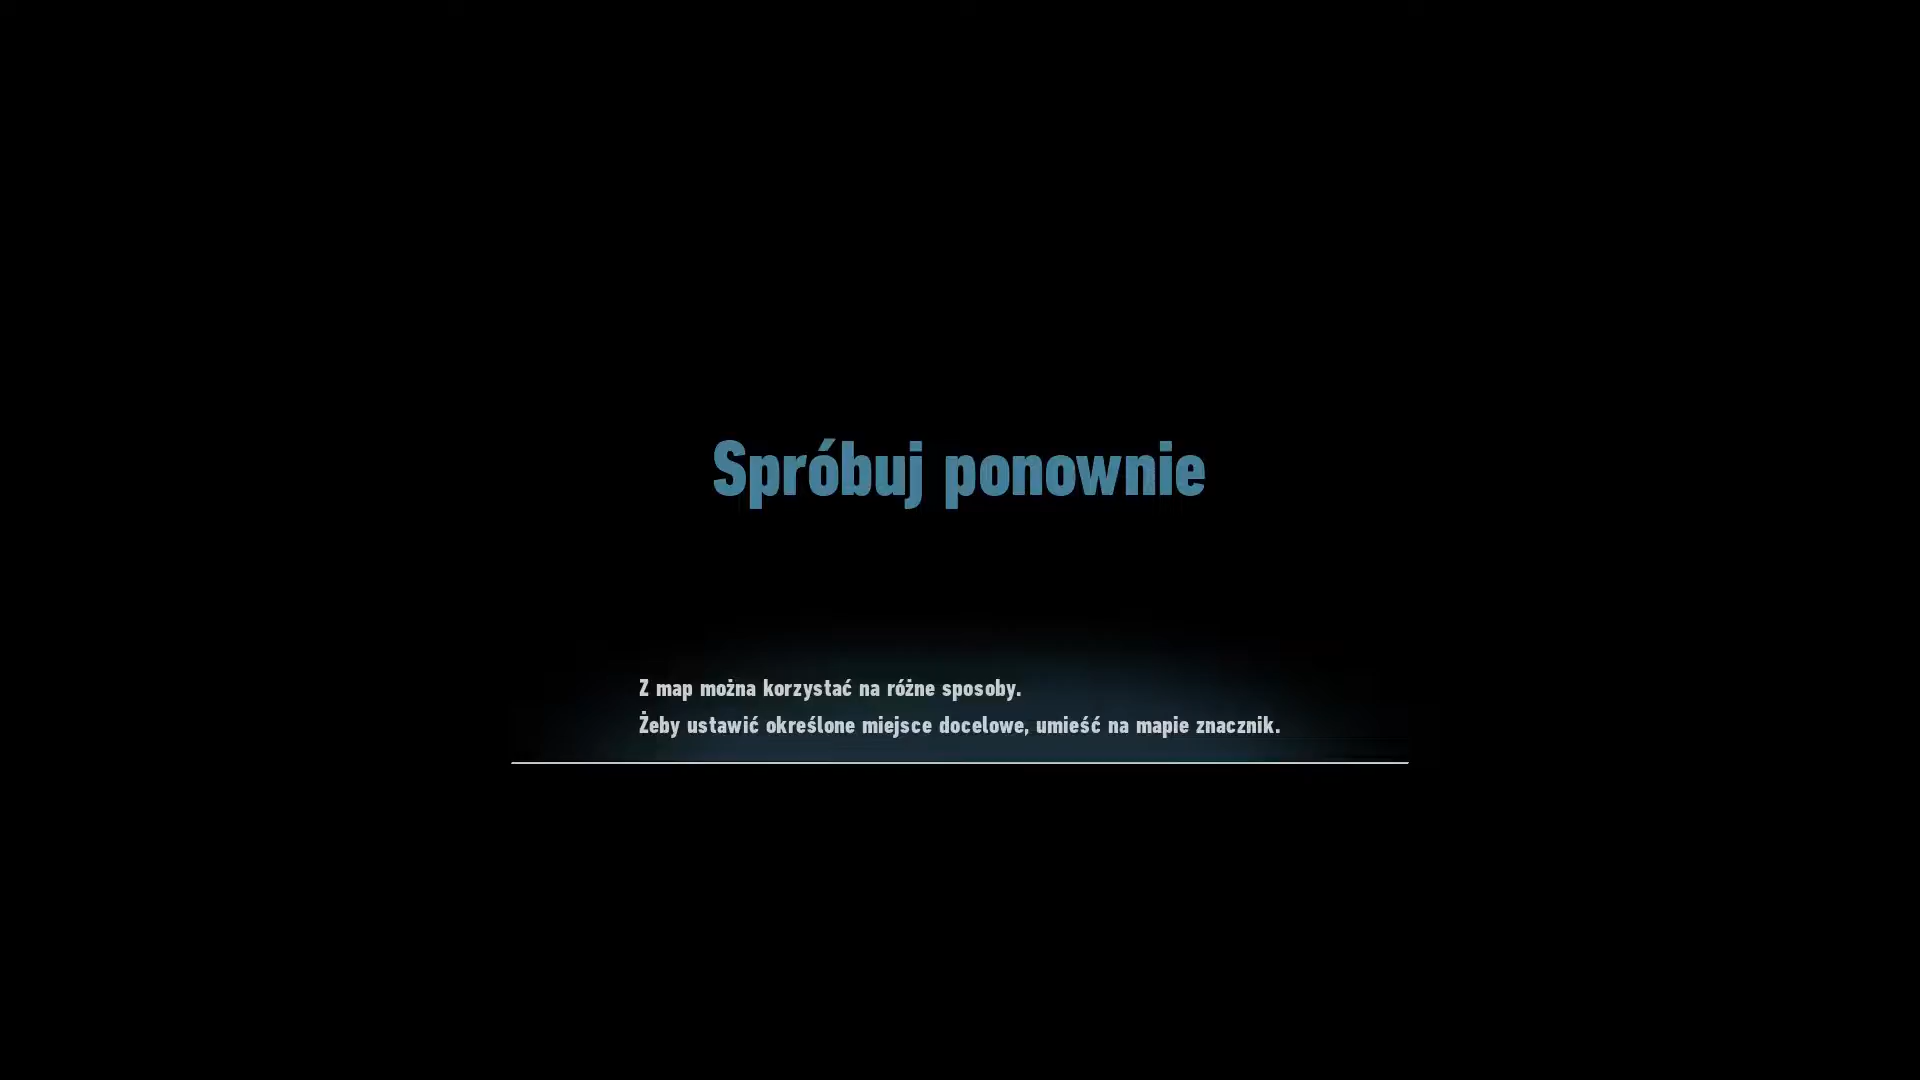 Spróbuj ponownie
Z map można korzystać na różne sposoby.
Żeby ustawić określone miejsce docelowe, umieść na mapie znacznik.